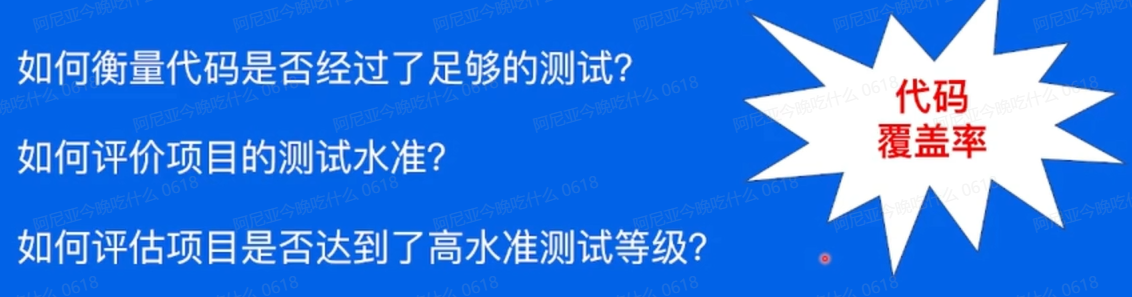 如何衡量代码是否经过了足够的测试?
如何评价项目的测试水准?
如何评估项目是否达到了高水准测试等级?
代码
覆盖率
阿尼亚今晚吃什么 0618